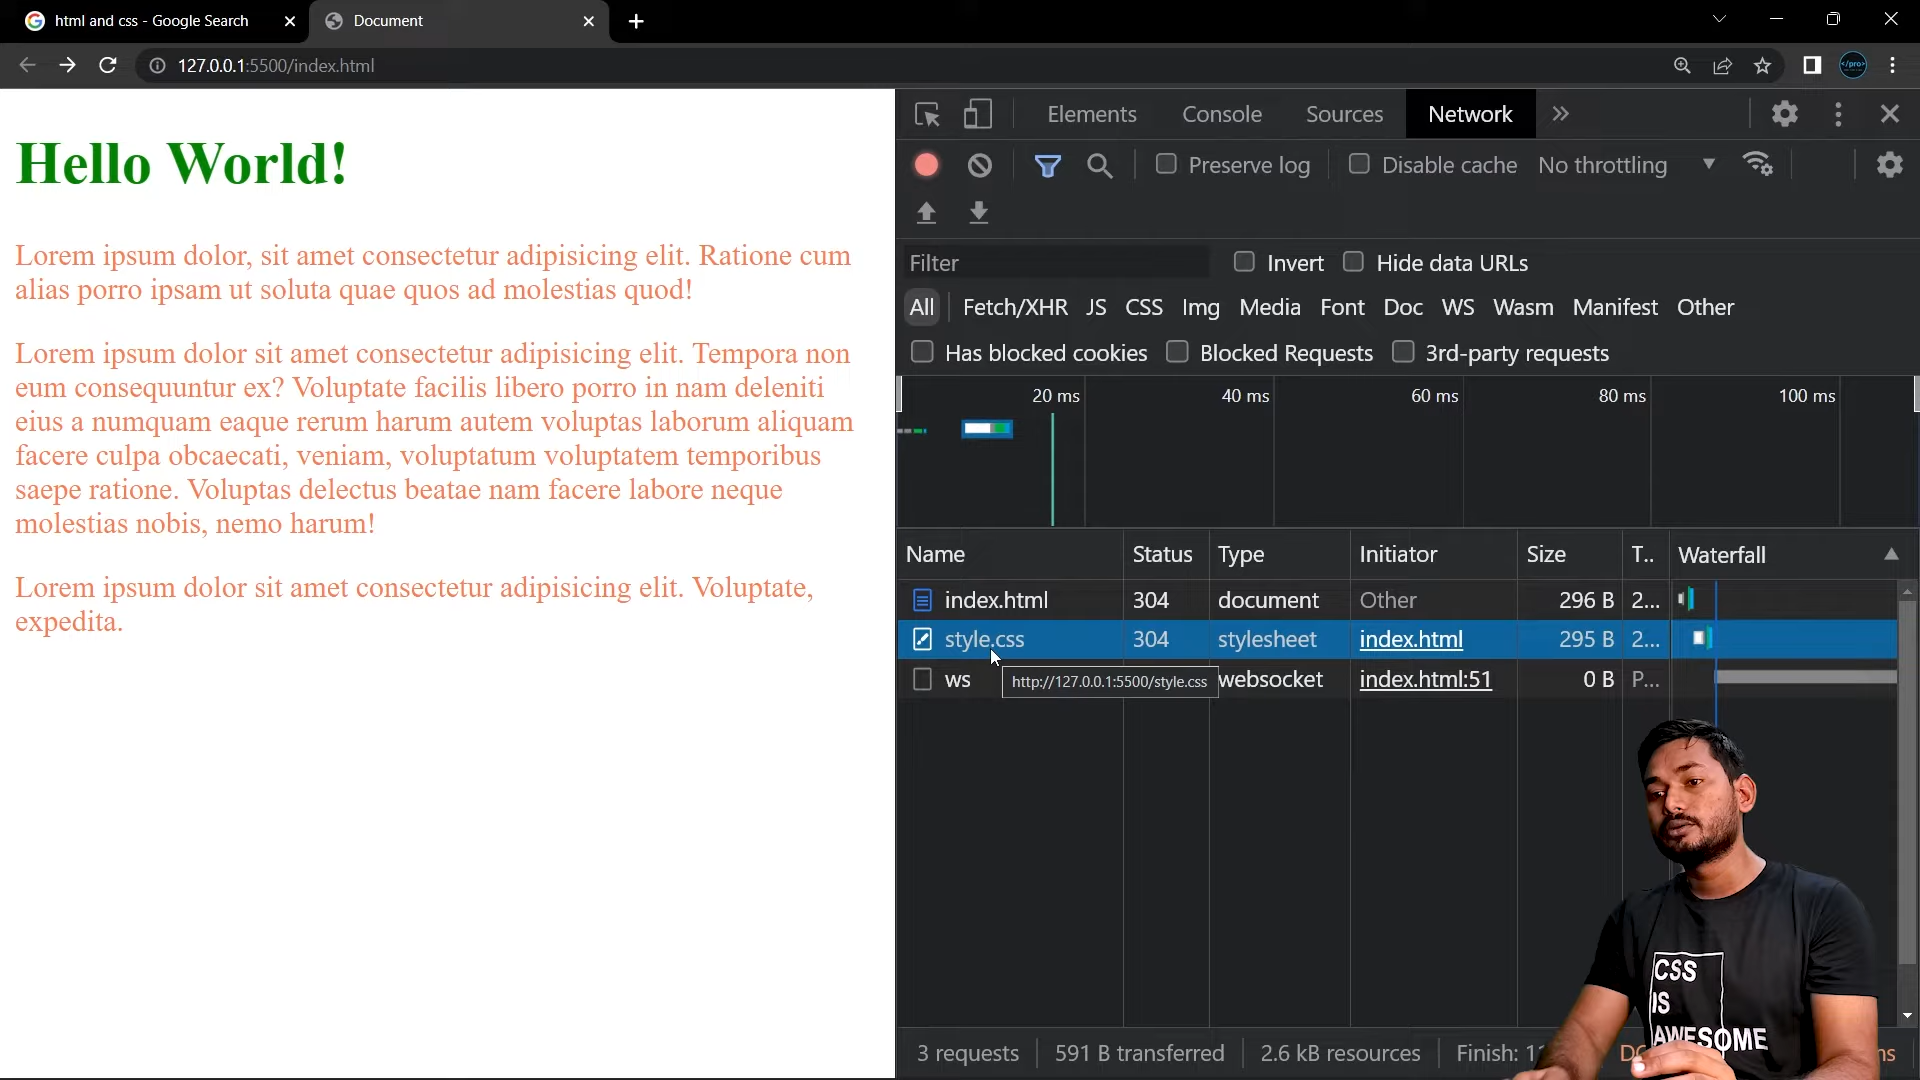 html and css - Google Search
Document
127.0.0.1:5500/index.html
</pro>
Hello World!
Lorem ipsum dolor, sit amet consectetur adipisicing elit. Ratione cum
alias porro ipsam ut soluta quae quos ad molestias quod!
Lorem ipsum dolor sit amet consectetur adipisicing elit. Tempora non
eum consequuntur ex? Voluptate facilis libero porro in nam deleniti
eius a numquam eaque rerum harum autem voluptas laborum aliquam
facere culpa obcaecati, veniam, voluptatum voluptatem temporibus
saepe ratione. Voluptas delectus beatae nam facere labore neque
molestias nobis, nemo harum!
Lorem ipsum dolor sit amet consectetur adipisicing elit. Voluptate,
expedita.
Elements Console Sources Network
Preserve log Disable cache No throttling
Filter Invert Hide data URLs
All Fetch/XHR JS CSS Img Media Font Doc WS Wasm Manifest Other
Has blocked cookies Blocked Requests 3rd-party requests
20 ms 40 ms 60 ms 80 ms 100 ms
Name Status Type Initiator Size T.. Waterfall
index.html 304 document Other 296 B 2...
style.css 304 stylesheet index.html 295 B 2...
ws websocket index.html:51 0 B P...
http://127.0.0.1:5500/style.css
3 requests 591 B transferred 2.6 kB resources Finish:
CSS
IS
AWESOME